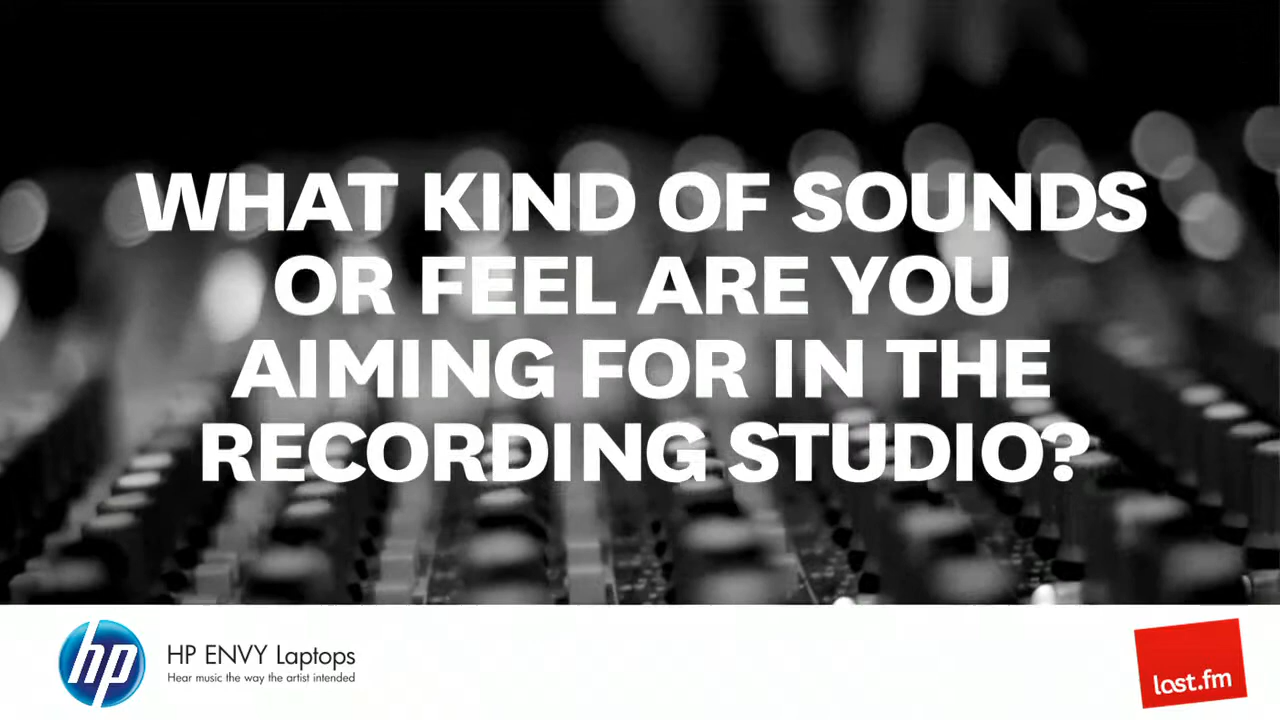 WHAT KIND OF SOUNDS
OR FEEL ARE YOU
AIMING FOR IN THE
RECORDING STUDIO?
hp
HP ENVY Laptops
Hear music the way the artist intended
last.fm